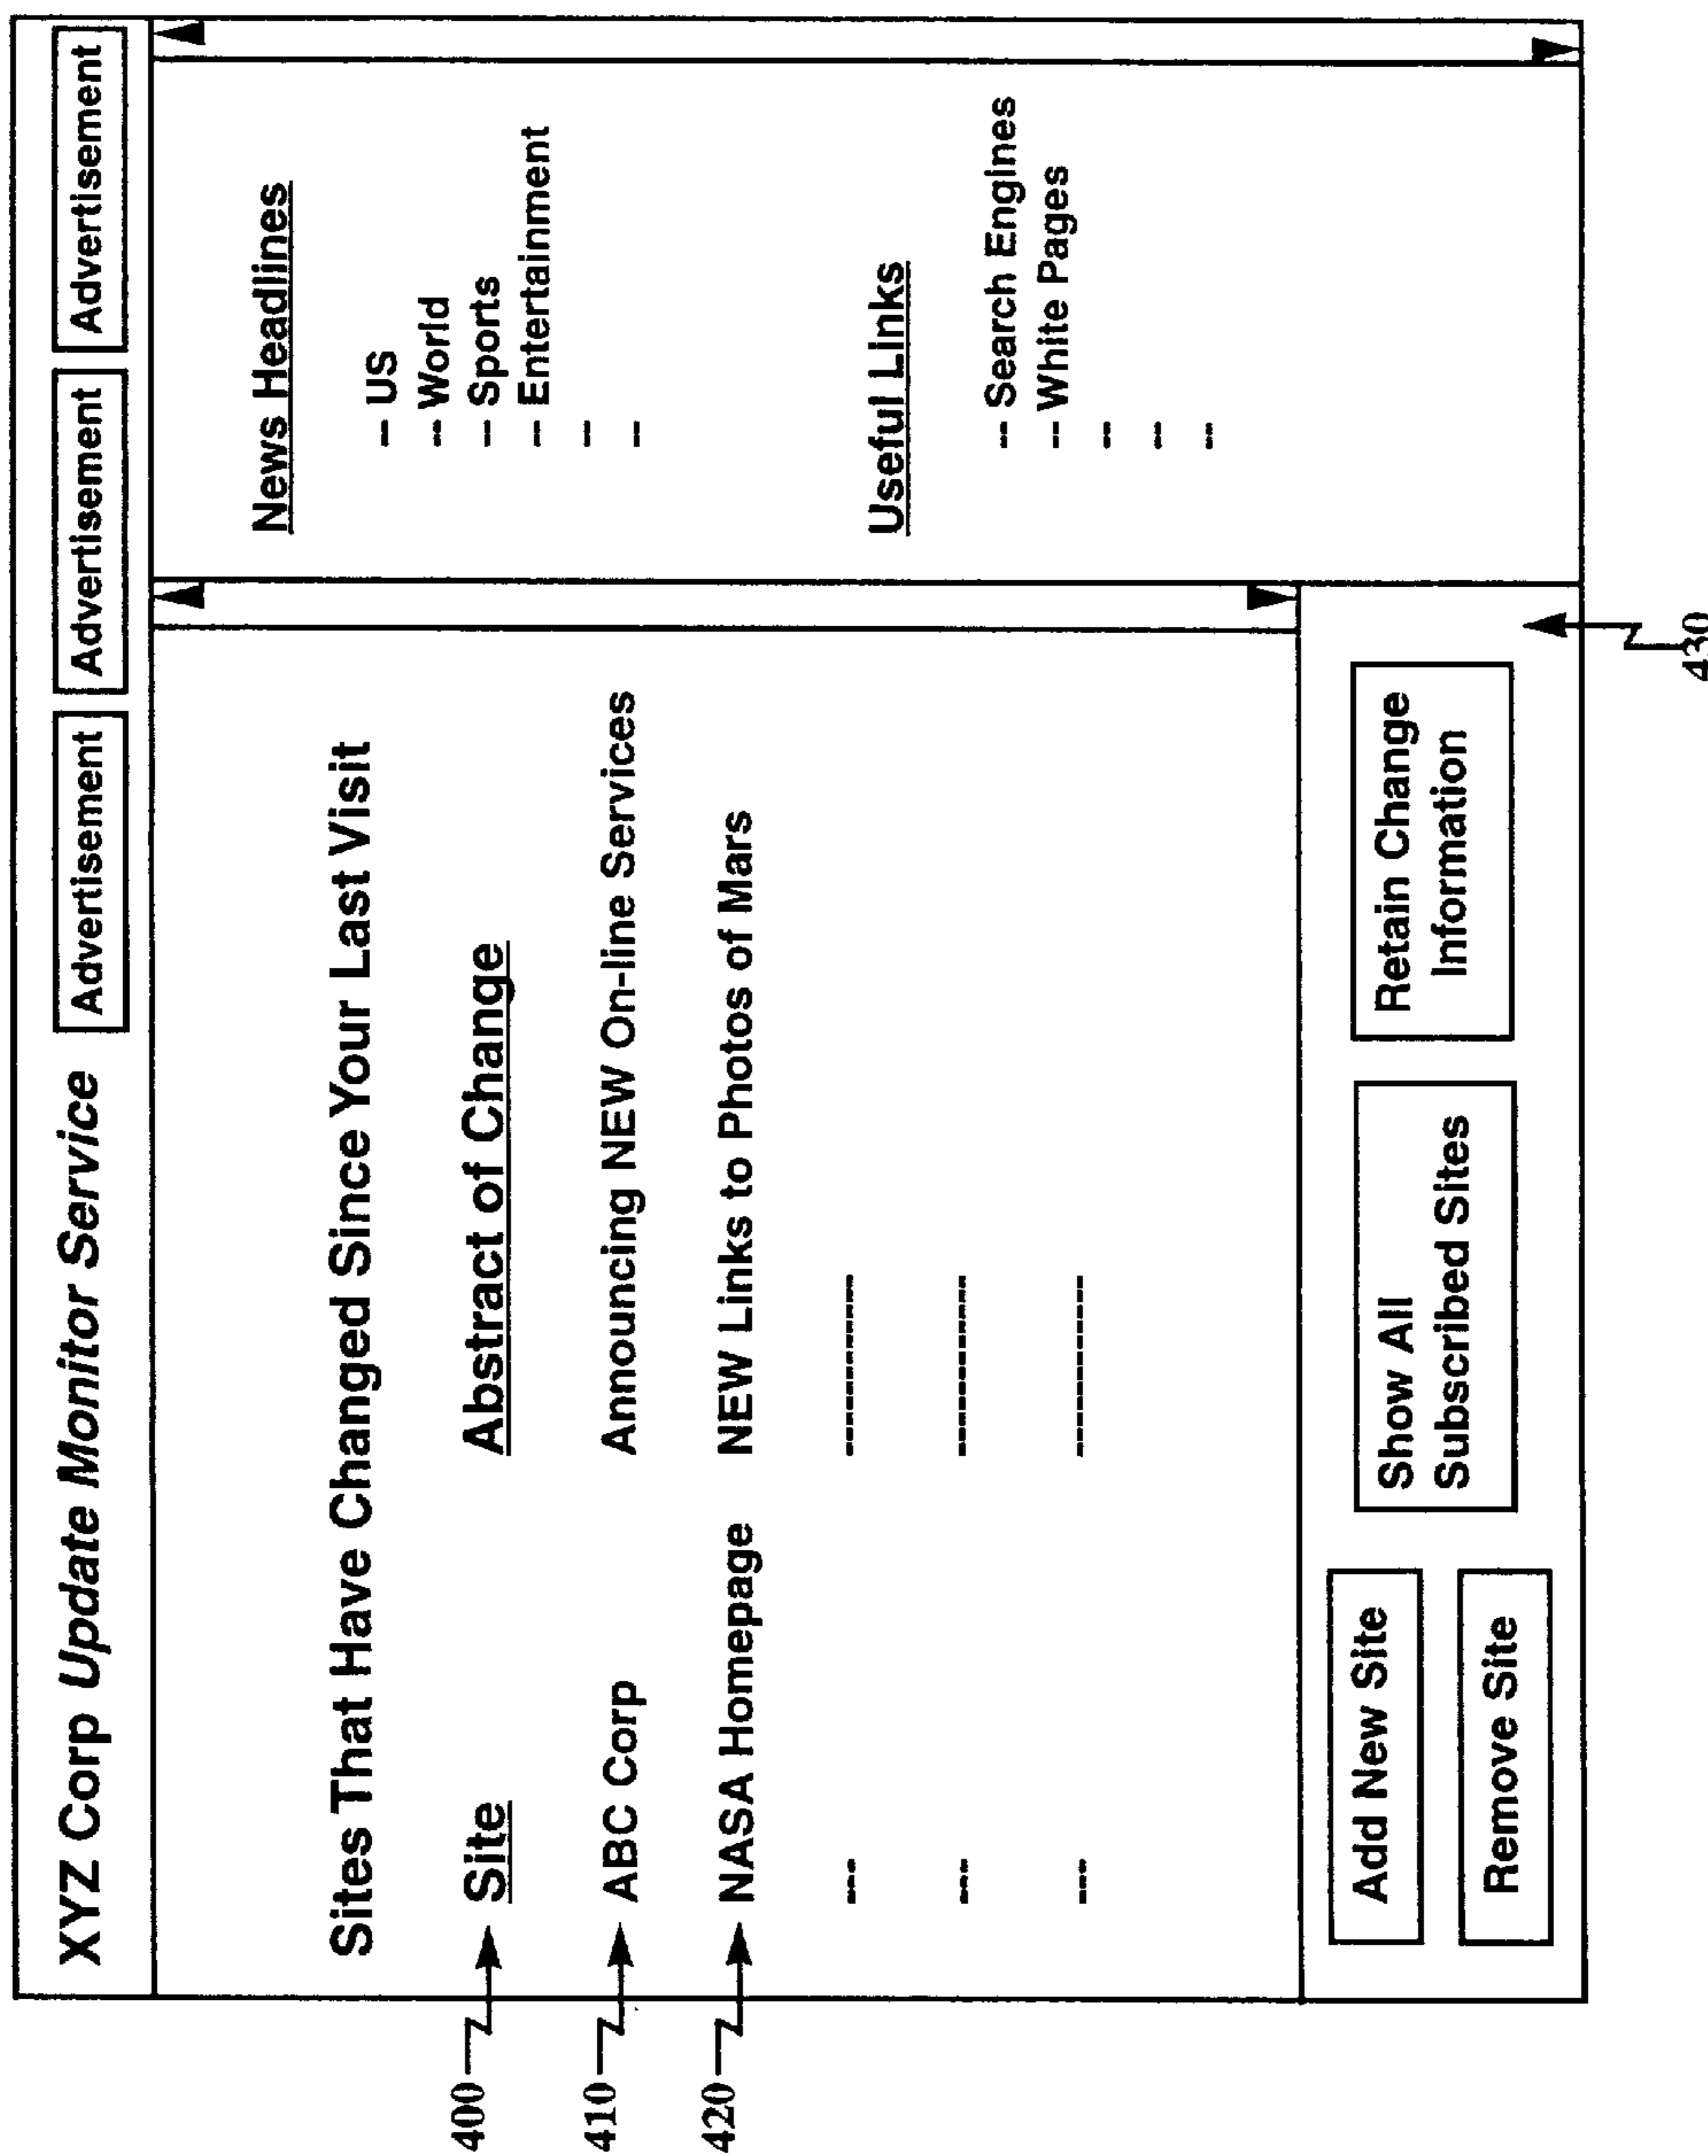 XYZ Corp Update Monitor Service
Advertisement
Advertisement
Advertisement
Sites That Have Changed Since Your Last Visit
400
Site
Abstract of Change
410
ABC Corp
Announcing NEW On-line Services
420
NASA Homepage
NEW Links to Photos of Mars
---
------------
---
------------
---
------------
News Headlines
-- US
-- World
-- Sports
-- Entertainment
--
--
Useful Links
-- Search Engines
-- White Pages
--
--
--
Add New Site
Remove Site
Show All
Subscribed Sites
Retain Change
Information
430